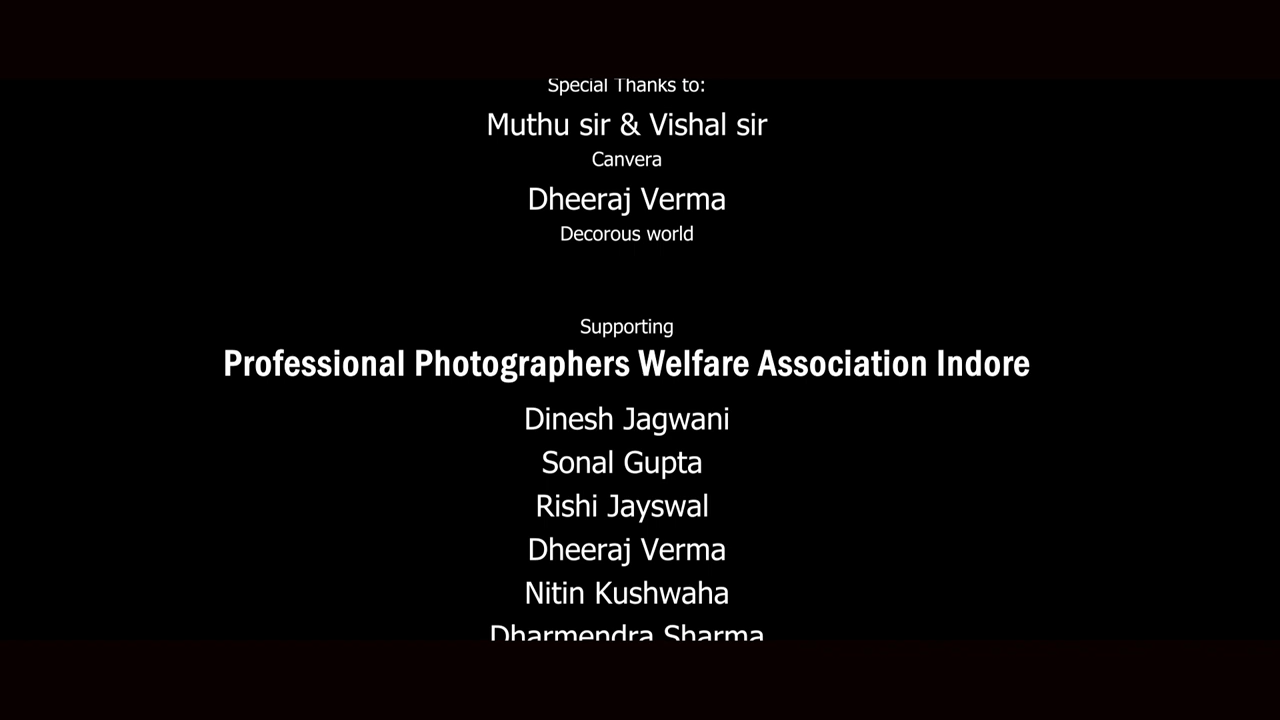 Special Thanks to:
Muthu sir & Vishal sir
Canvera
Dheeraj Verma
Decorous world
Supporting
Professional Photographers Welfare Association Indore
Dinesh Jagwani
Sonal Gupta
Rishi Jayswal
Dheeraj Verma
Nitin Kushwaha
Dharmendra Sharma